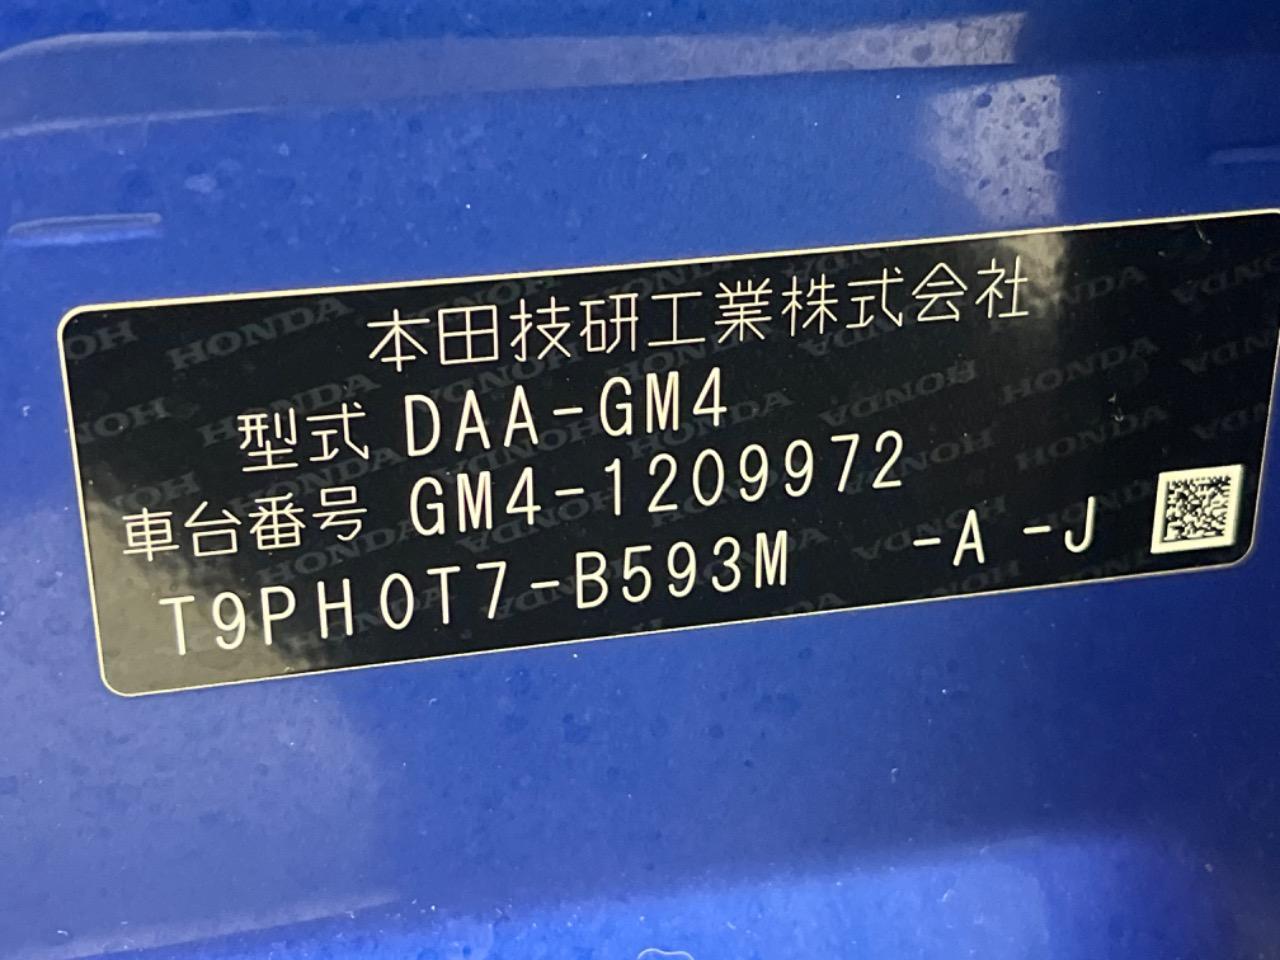 本田技研工業株式会社
型式 DAA-GM4
車台番号 GM4-1209972
T9PH0T7-B593M -A -J